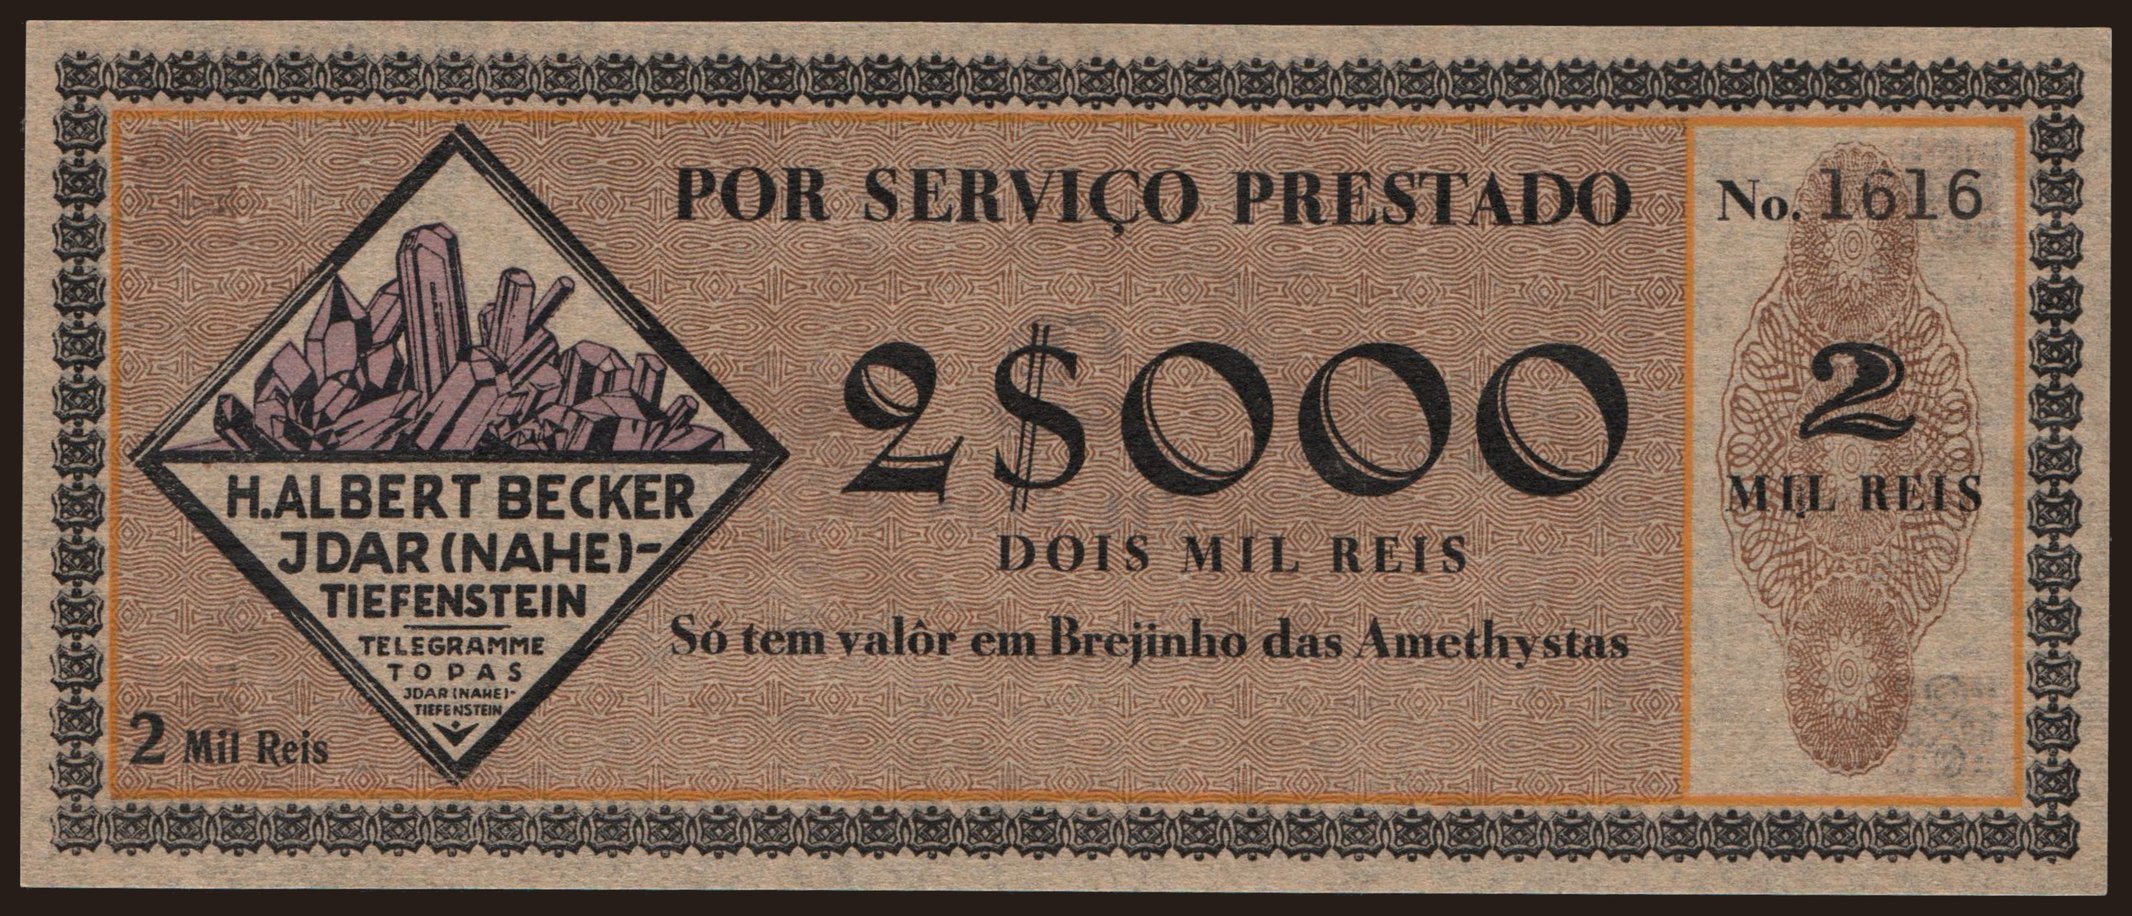 POR SERVIÇO PRESTADO
No. 1616
2$000
2
MIL REIS
DOIS MIL REIS
Só tem valôr em Brejinho das Amethystas
H.ALBERT BECKER
JDAR (NAHE)-
TIEFENSTEIN
TELEGRAMME
TOPAS
JDAR (NAHE)-
TIEFENSTEIN
2 Mil Reis